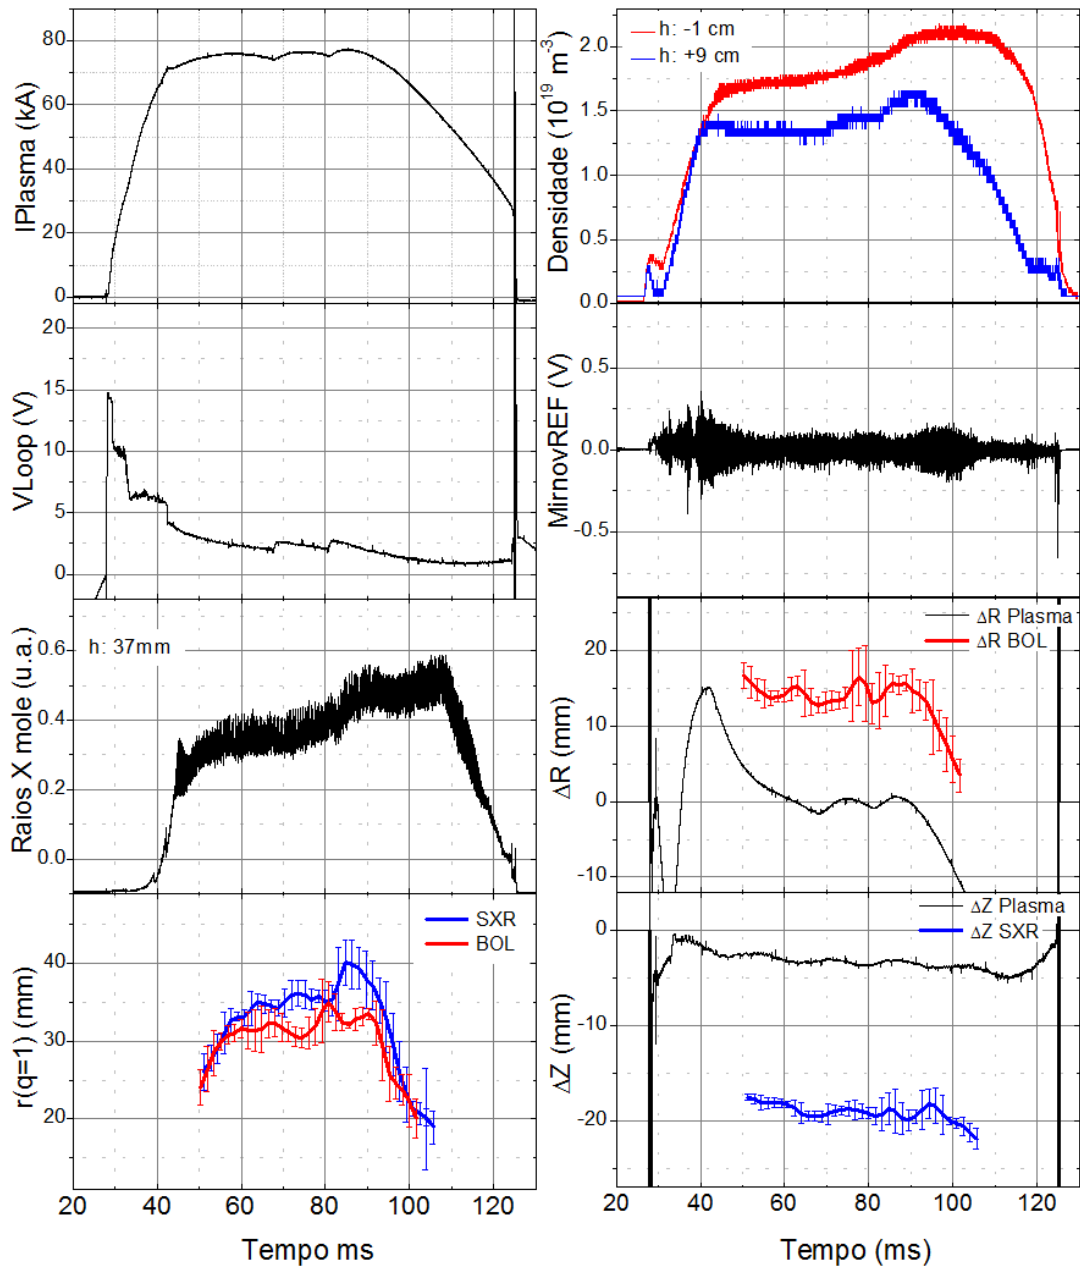 80
60
40
20
0
IPlasma (kA)
h: -1 cm
h: +9 cm
2.0
1.5
1.0
0.5
0.0
Densidade (10^19 m^-3)
20
15
10
5
0
VLoop (V)
0.5
0.0
-0.5
MirnovREF (V)
h: 37mm
0.6
0.4
0.2
0.0
Raios X mole (u.a.)
ΔR Plasma
ΔR BOL
20
10
0
-10
ΔR (mm)
SXR
BOL
40
30
20
r(q=1) (mm)
20 40 60 80 100 120
Tempo ms
ΔZ Plasma
ΔZ SXR
0
-10
-20
ΔZ (mm)
20 40 60 80 100 120
Tempo (ms)